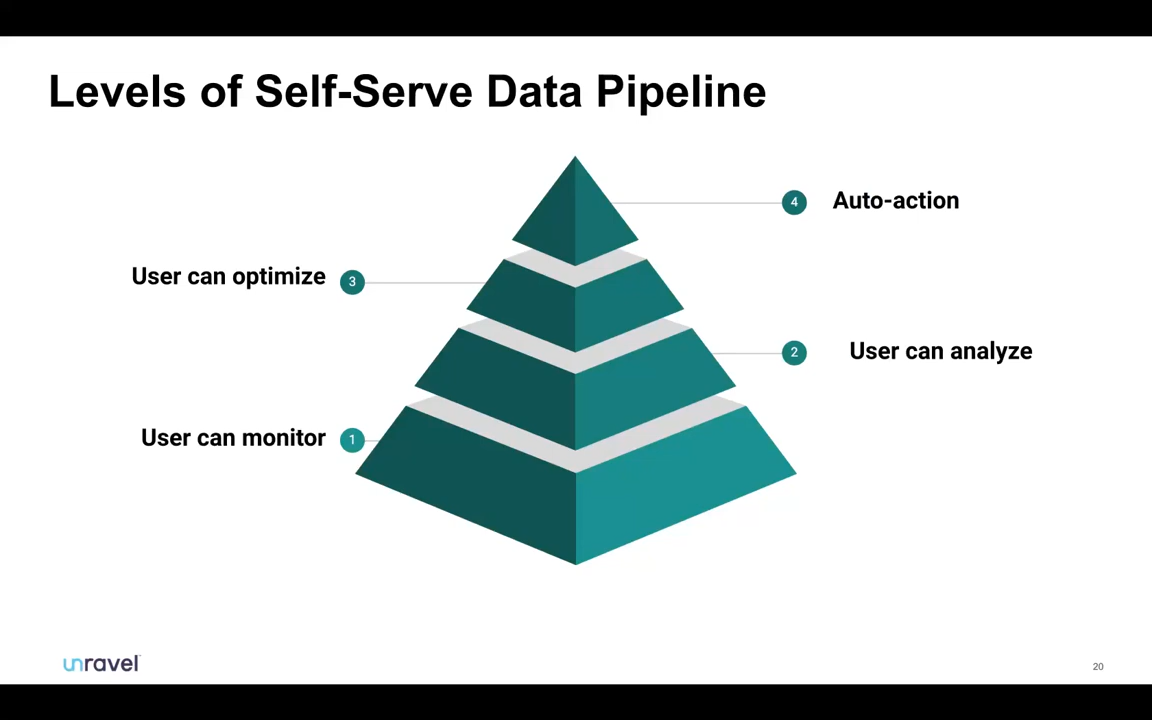 Levels of Self-Serve Data Pipeline
4 Auto-action
User can optimize 3
2 User can analyze
User can monitor 1
unravel
20